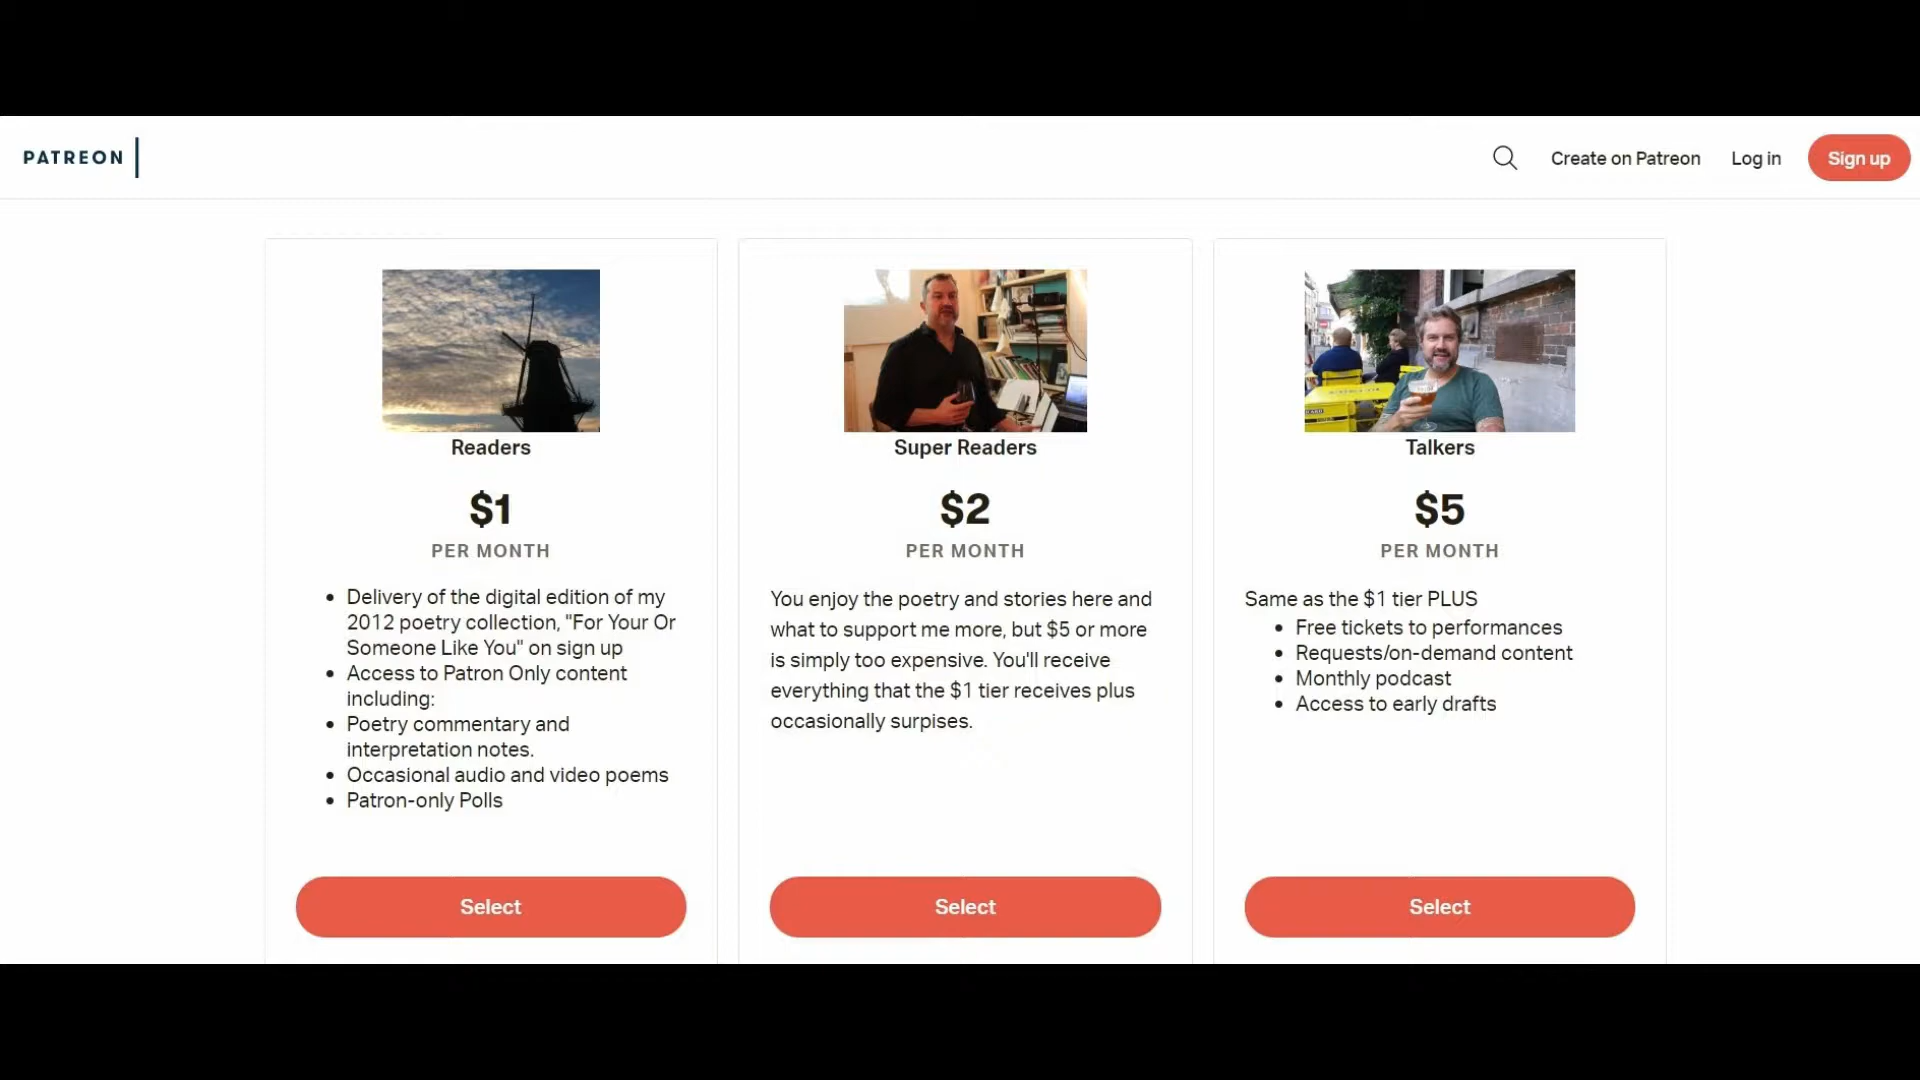 PATREON
Create on Patreon
Log in
Sign up
Readers
$1
PER MONTH
Delivery of the digital edition of my
2012 poetry collection, "For Your Or
Someone Like You" on sign up
Access to Patron Only content
including:
Poetry commentary and
interpretation notes.
Occasional audio and video poems
Patron-only Polls
Select
Super Readers
$2
PER MONTH
You enjoy the poetry and stories here and
what to support me more, but $5 or more
is simply too expensive. You'll receive
everything that the $1 tier receives plus
occasionally surpises.
Select
Talkers
$5
PER MONTH
Same as the $1 tier PLUS
Free tickets to performances
Requests/on-demand content
Monthly podcast
Access to early drafts
Select